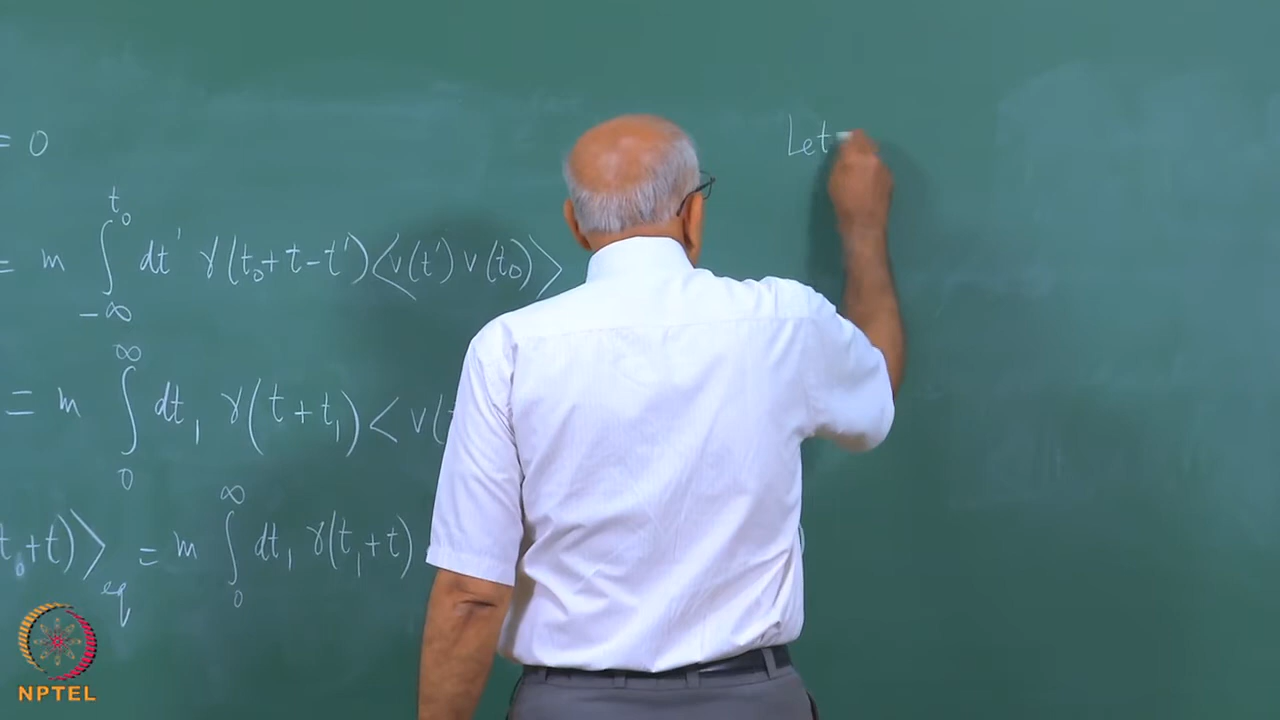 = 0
= m ∫_{-∞}^{t₀} dt' γ(t₀+t-t') ⟨v(t') v(t₀)⟩
= m ∫_{0}^{∞} dt₁ γ(t+t₁) <v(
t₀+t)⟩_{eq} = m ∫_{0}^{∞} dt₁ γ(t₁+t)
Let
NPTEL